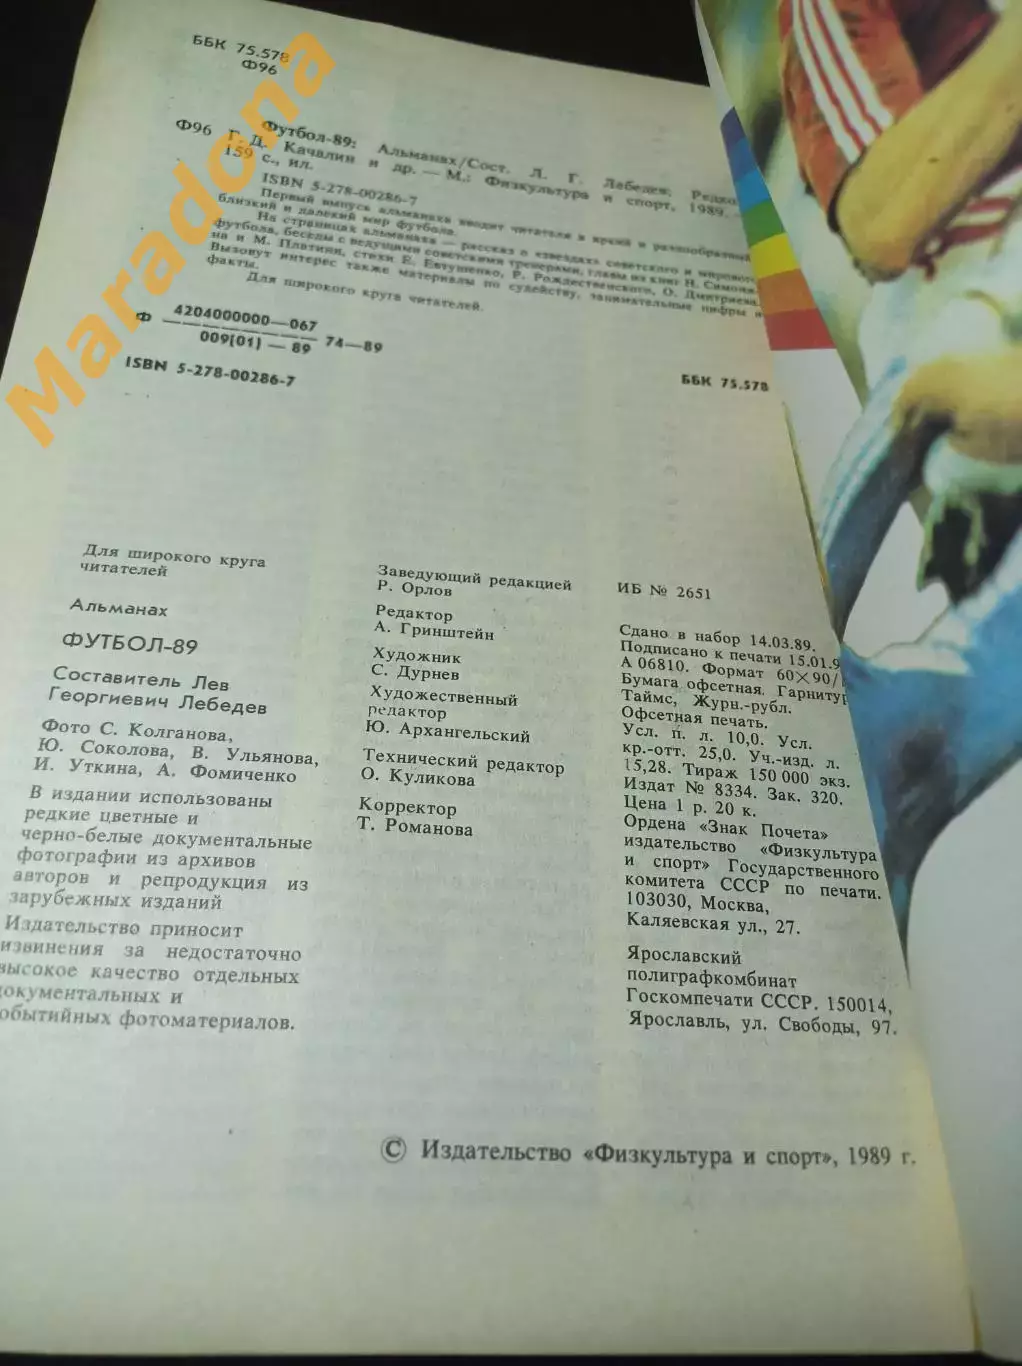 ББК 75.578
Ф96
Футбол-89: Альманах/Сост. Л. Г. Лебедев; Редко
Ф96 Г. Д. Качалин и др. — М.: Физкультура и спорт, 1989. —
159 с., ил.
ISBN 5-278-00286-7
Первый выпуск альманаха вводит читателя в яркий и разнообразный,
близкий и далекий мир футбола.
На страницах альманаха — рассказ о «звездах» советского и мирового
футбола, беседы с ведущими советскими тренерами, главы из книг Н. Симоня-
на и М. Платини, стихи Е. Евтушенко, Р. Рождественского, О. Дмитриева.
Вызовут интерес также материалы по судейству, занимательные цифры и
факты.
Для широкого круга читателей.
Ф 4204000000—067
009(01) — 89 74—89
ISBN 5-278-00286-7
ББК 75.578
Для широкого круга
читателей
Альманах
ФУТБОЛ-89
Составитель Лев
Георгиевич Лебедев
Фото С. Колганова,
Ю. Соколова, В. Ульянова,
И. Уткина, А. Фомиченко
В издании использованы
редкие цветные и
черно-белые документальные
фотографии из архивов
авторов и репродукция из
зарубежных изданий
Издательство приносит
извинения за недостаточно
высокое качество отдельных
документальных и
обытийных фотоматериалов.
Заведующий редакцией
Р. Орлов
Редактор
А. Гринштейн
Художник
С. Дурнев
Художественный
редактор
Ю. Архангельский
Технический редактор
О. Куликова
Корректор
Т. Романова
ИБ № 2651
Сдано в набор 14.03.89.
Подписано к печати 15.01.9
А 06810. Формат 60×90/
Бумага офсетная. Гарнитур
Таймс, Журн.-рубл.
Офсетная печать.
Усл. п. л. 10,0. Усл.
кр.-отт. 25,0. Уч.-изд. л.
15,28. Тираж 150 000 экз.
Издат № 8334. Зак. 320.
Цена 1 р. 20 к.
Ордена «Знак Почета»
издательство «Физкультура
и спорт» Государственного
комитета СССР по печати.
103030, Москва,
Каляевская ул., 27.
Ярославский
полиграфкомбинат
Госкомпечати СССР. 150014,
Ярославль, ул. Свободы, 97.
© Издательство «Физкультура и спорт», 1989 г.
Maradona